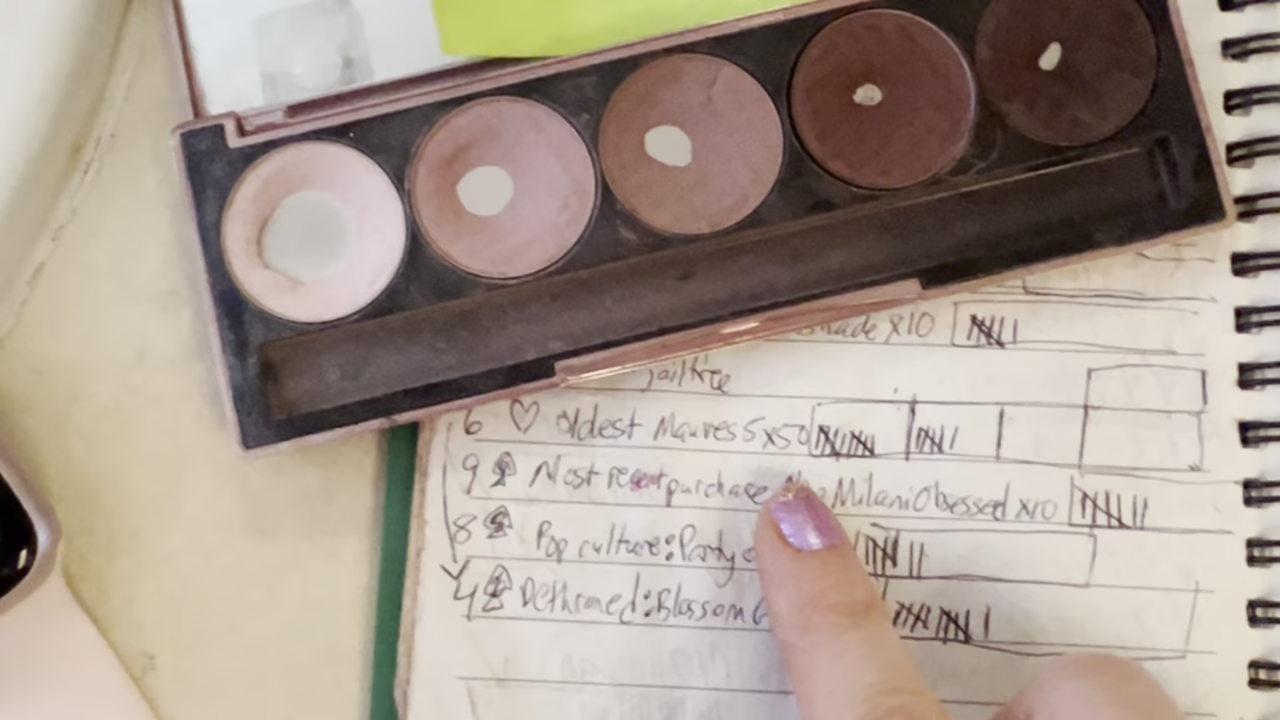 shade x10
jailtree
6 ♡ Oldest Mauves 5x50
9 Most recent purchase Milani Obsessed x10
8 Pop culture: Party
4 Dethroned: Blossom